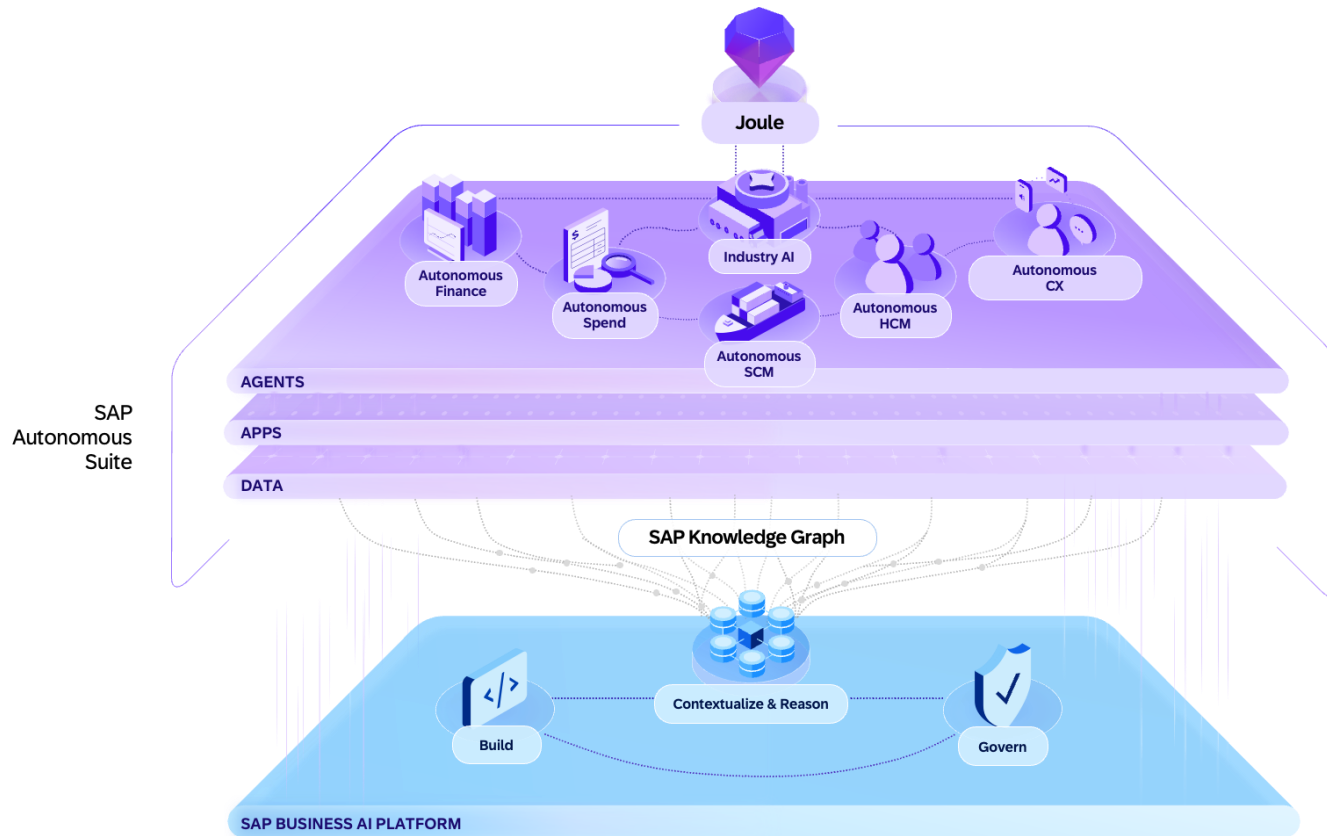 Joule
Autonomous
Finance
Autonomous
Spend
$
Industry AI
Autonomous
SCM
Autonomous
HCM
Autonomous
CX
AGENTS
SAP
Autonomous
Suite
APPS
DATA
SAP Knowledge Graph
</>
Contextualize & Reason
Build
Govern
SAP BUSINESS AI PLATFORM